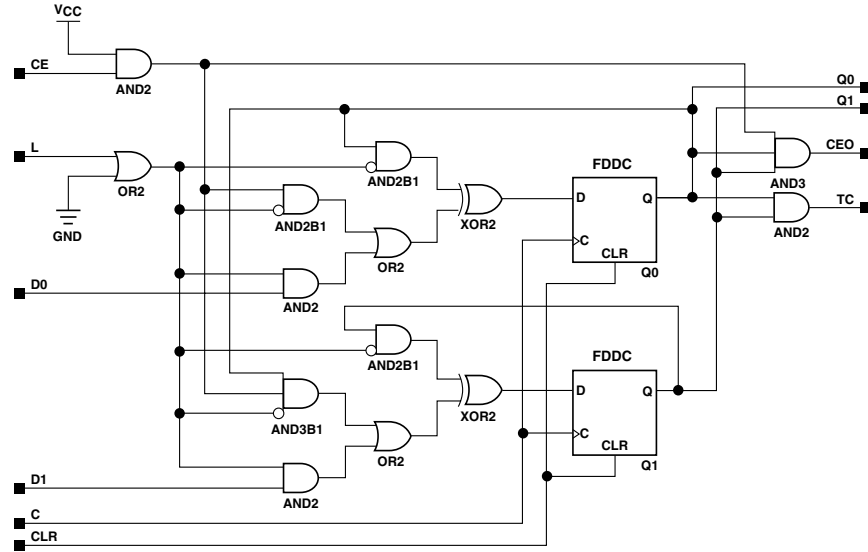 VCC
CE
AND2
Q0
Q1
L
OR2
GND
AND2B1
FDDC
CEO
AND3
AND2B1
XOR2
D
Q
C
CLR
Q0
TC
AND2
OR2
D0
AND2
AND2B1
FDDC
XOR2
D
Q
C
CLR
Q1
AND3B1
OR2
D1
AND2
C
CLR